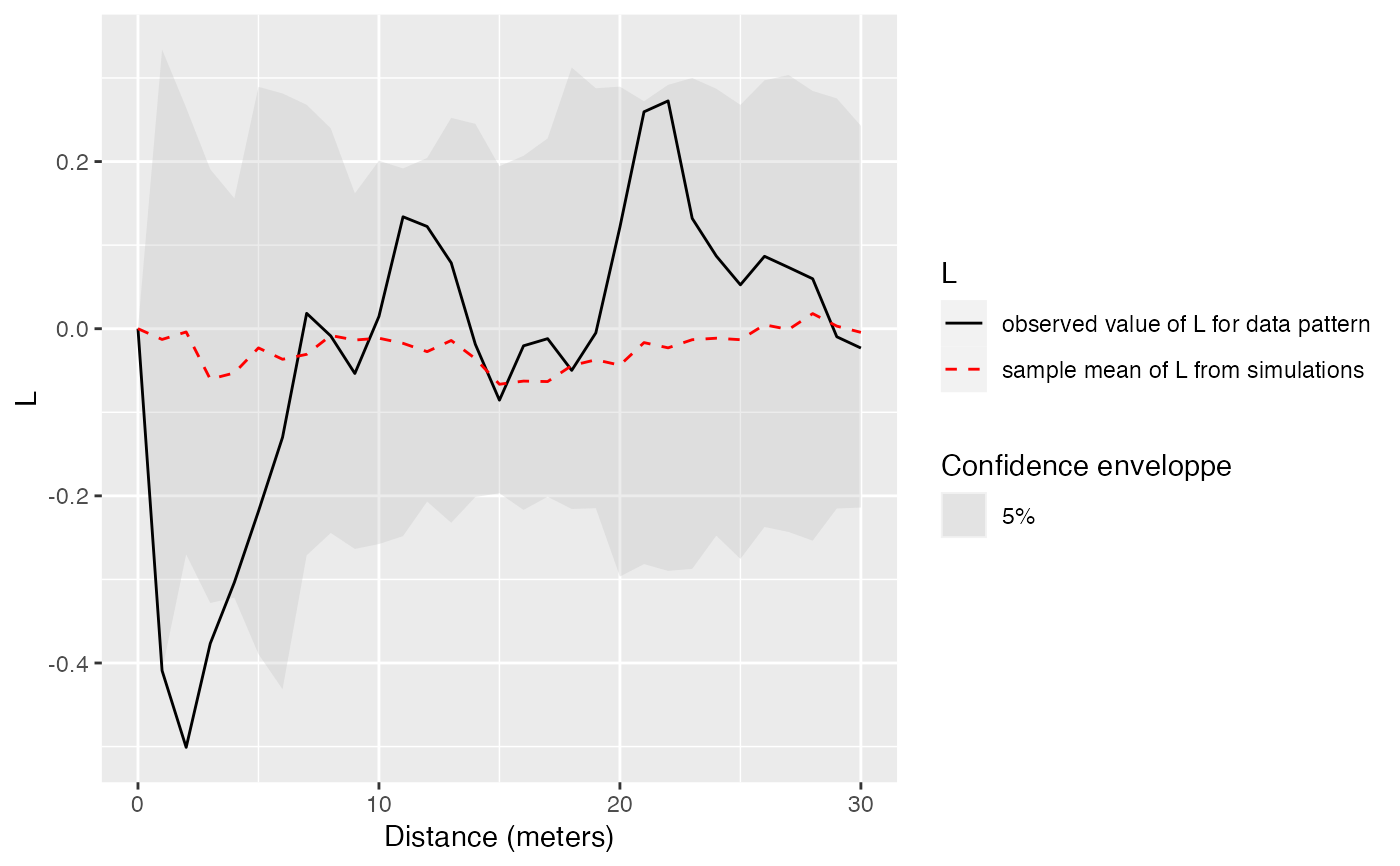 L
0.2
0.0
-0.2
-0.4
0
10
20
30
Distance (meters)
L
observed value of L for data pattern
sample mean of L from simulations
Confidence enveloppe
5%